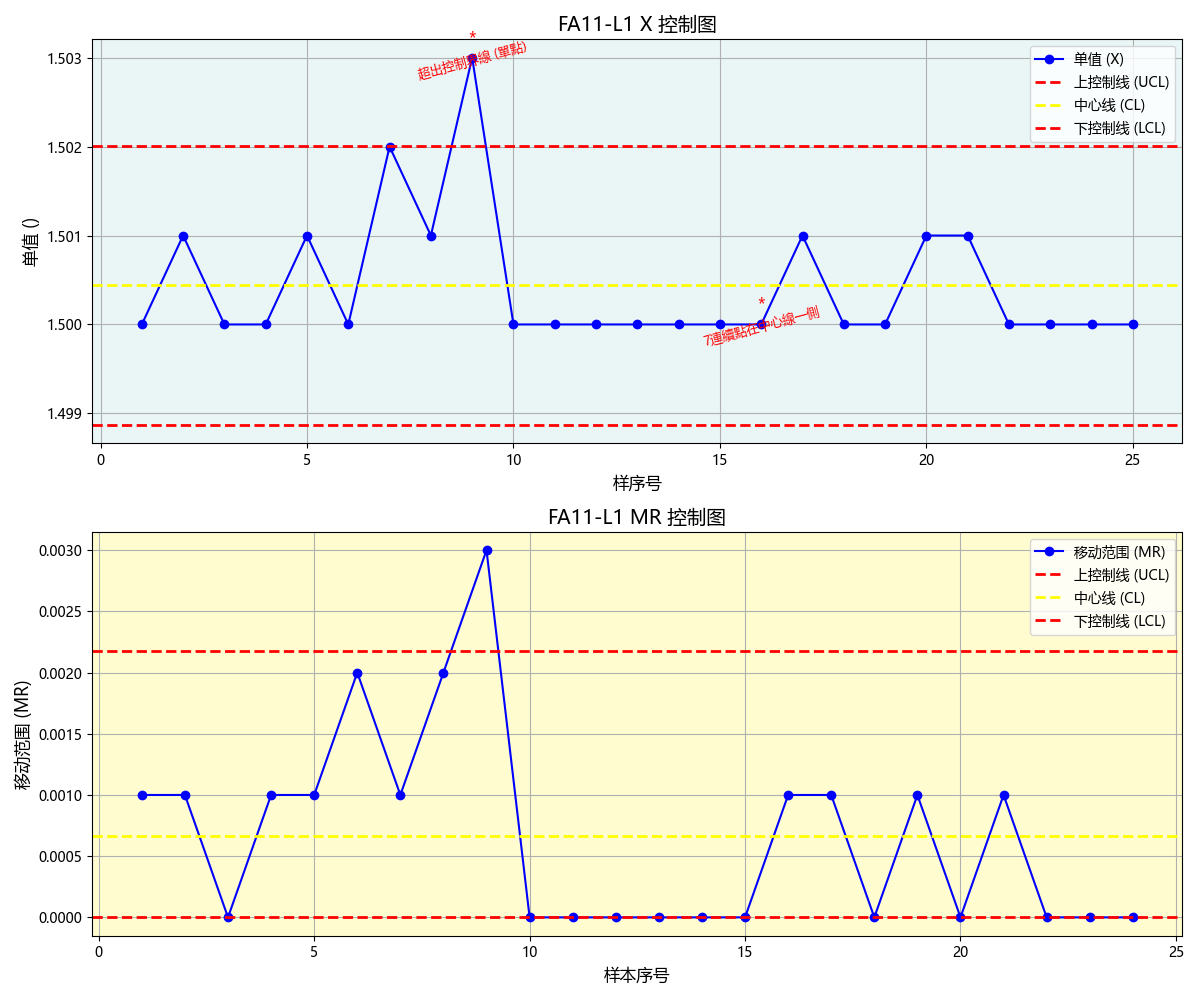 FA11-L1 X 控制图
*
超出控制界線 (單點)
单值 (X)
上控制线 (UCL)
中心线 (CL)
下控制线 (LCL)
1.503
1.502
1.501
1.500
1.499
单值 ()
*
7連續點在中心線一側
0
5
10
15
20
25
样序号
FA11-L1 MR 控制图
移动范围 (MR)
上控制线 (UCL)
中心线 (CL)
下控制线 (LCL)
0.0030
0.0025
0.0020
0.0015
0.0010
0.0005
0.0000
移动范围 (MR)
0
5
10
15
20
25
样本序号